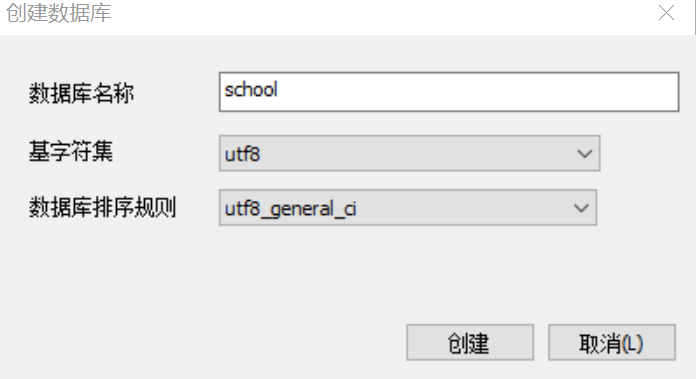 创建数据库
数据库名称 school
基字符集 utf8
数据库排序规则 utf8_general_ci
创建 取消(L)